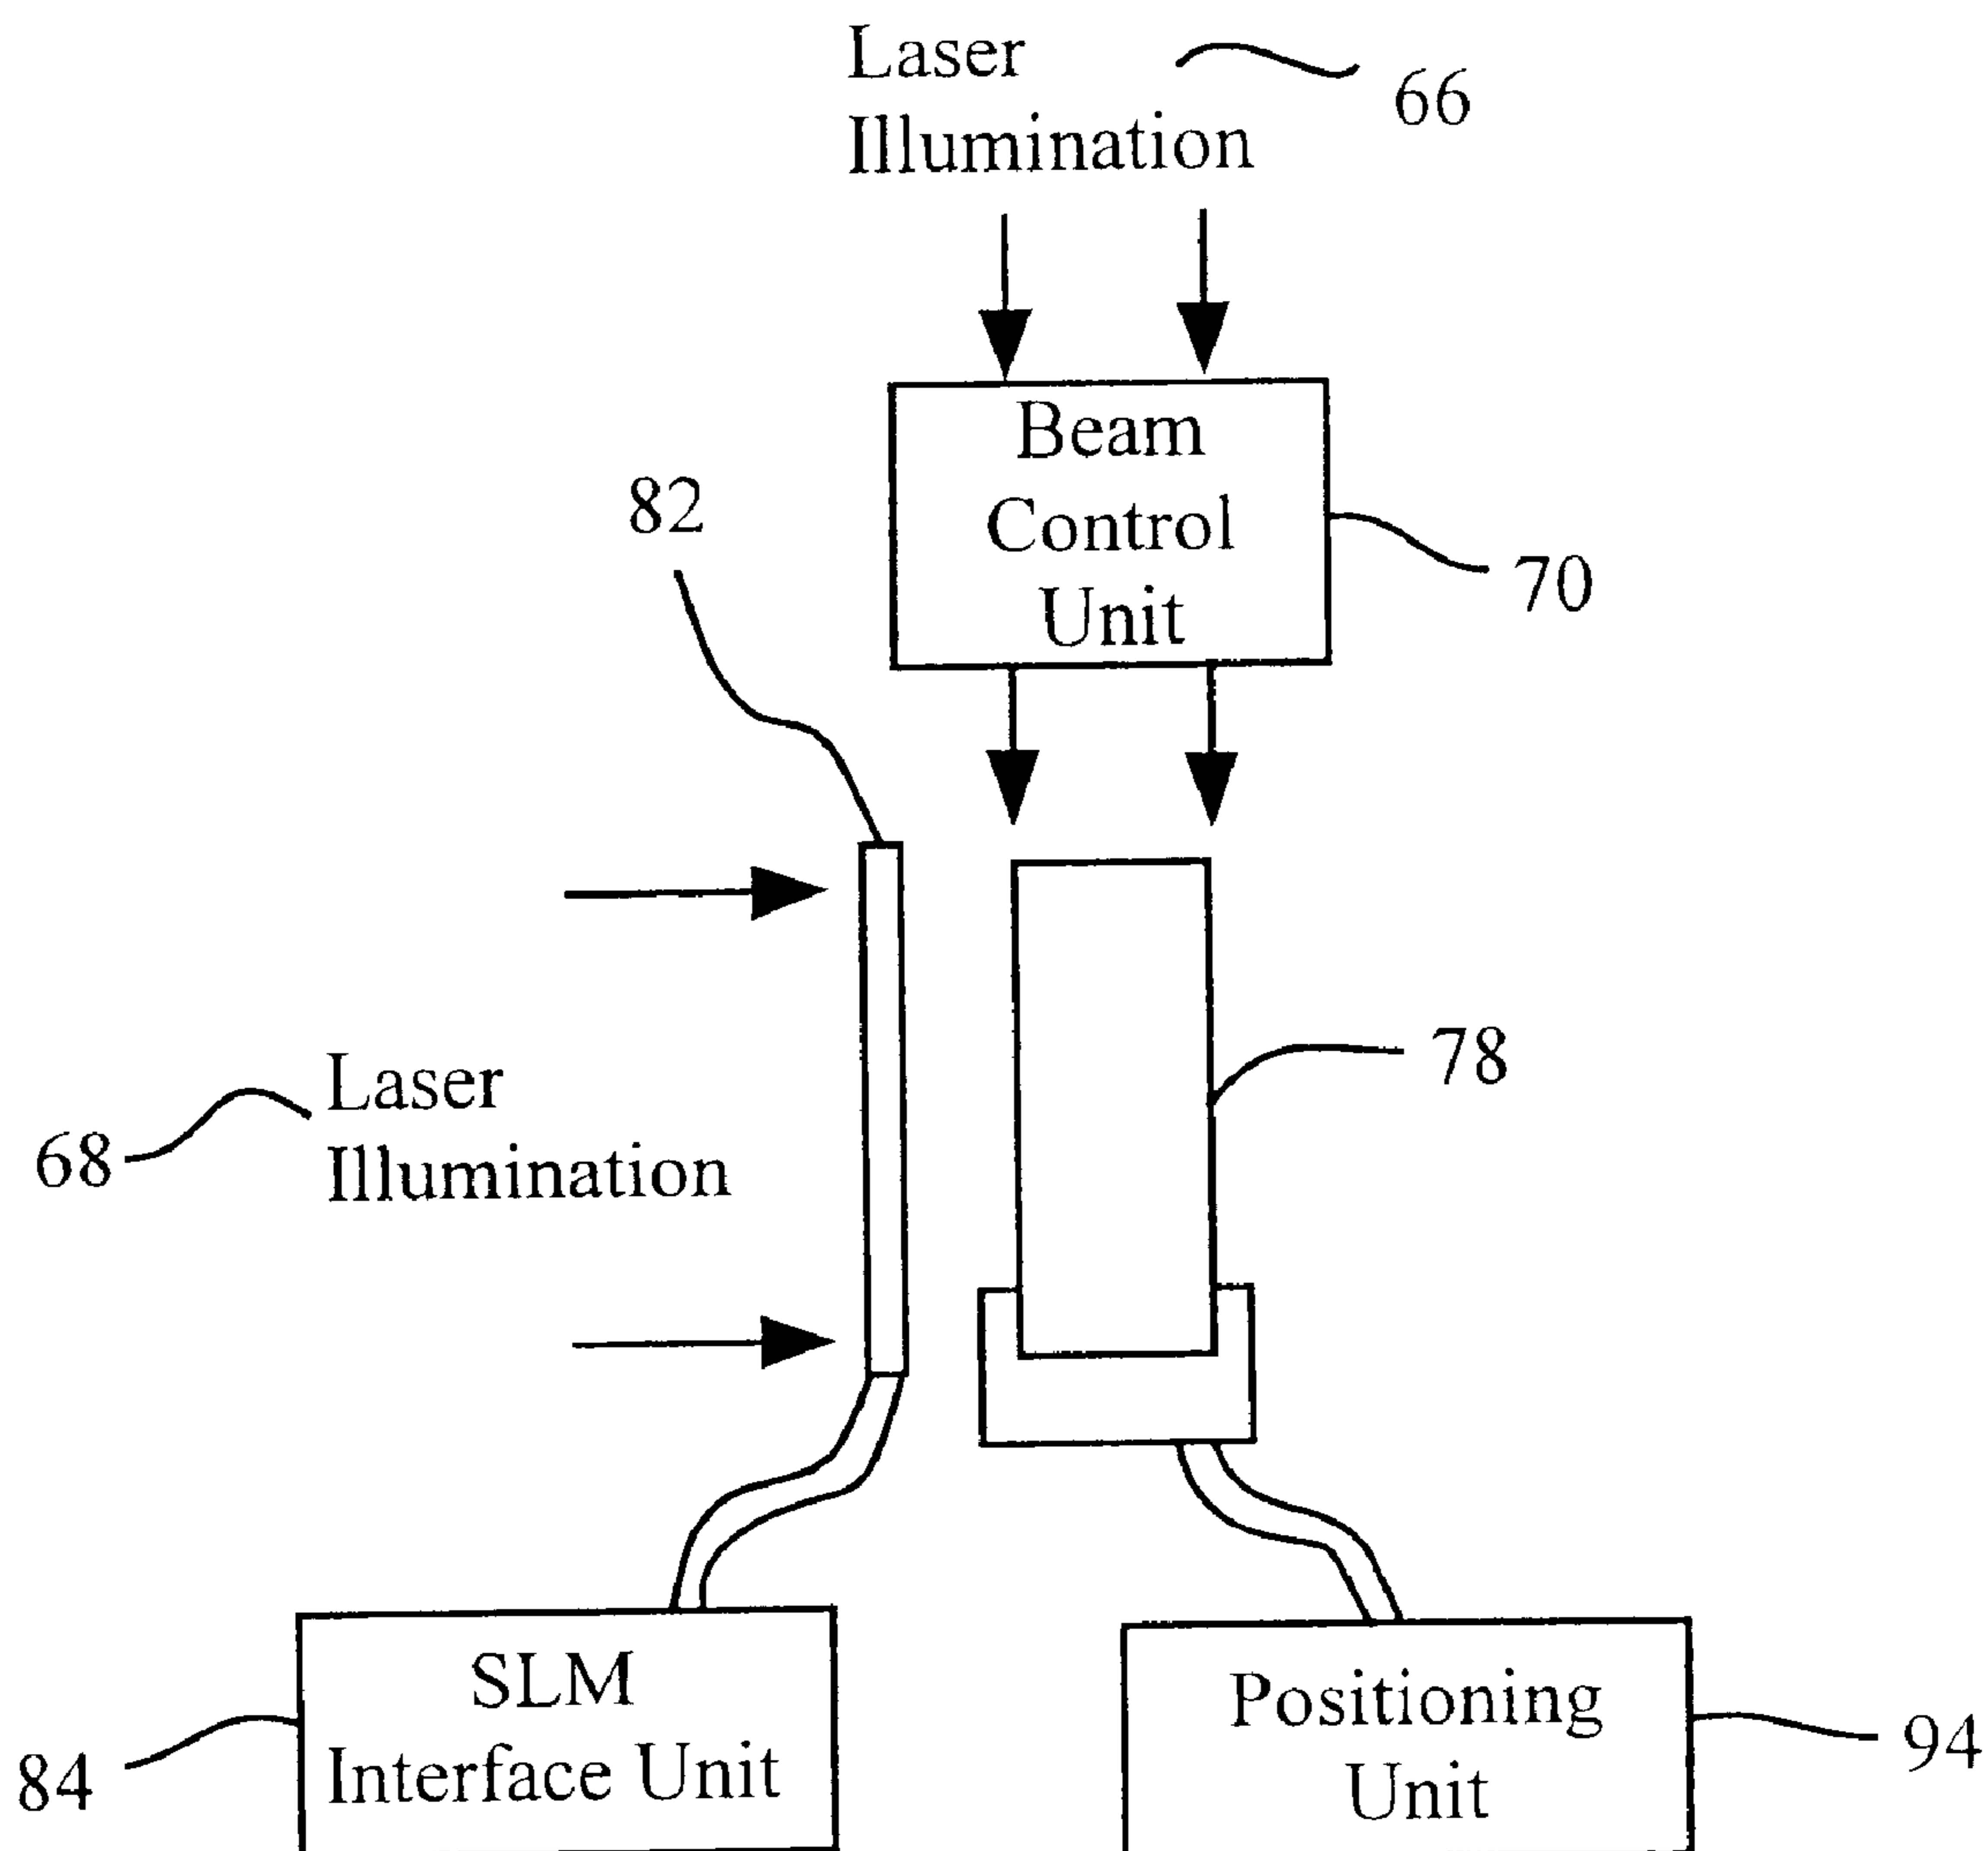 Laser
Illumination
66
Beam
Control
Unit
82
70
78
Laser
Illumination
68
SLM
Interface Unit
84
Positioning
Unit
94